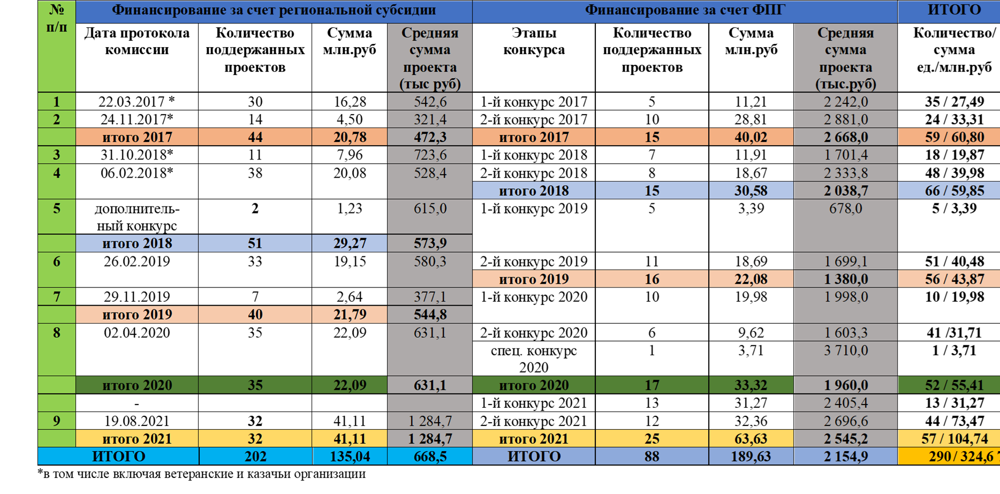 № п/п Финансирование за счет региональной субсидии Финансирование за счет ФПГ ИТОГО
Дата протокола комиссии Количество поддержанных проектов Сумма млн.руб Средняя сумма проекта (тыс руб) Этапы конкурса Количество поддержанных проектов Сумма млн.руб Средняя сумма проекта (тыс.руб) Количество/ сумма ед./млн.руб
1 22.03.2017 * 30 16,28 542,6 1-й конкурс 2017 5 11,21 2 242,0 35 / 27,49
2 24.11.2017* 14 4,50 321,4 2-й конкурс 2017 10 28,81 2 881,0 24 / 33,31
итого 2017 44 20,78 472,3 итого 2017 15 40,02 2 668,0 59 / 60,80
3 31.10.2018* 11 7,96 723,6 1-й конкурс 2018 7 11,91 1 701,4 18 / 19,87
4 06.02.2018* 38 20,08 528,4 2-й конкурс 2018 8 18,67 2 333,8 48 / 39,98
итого 2018 15 30,58 2 038,7 66 / 59,85
5 дополнитель- 2 1,23 615,0 1-й конкурс 2019 5 3,39 678,0 5 / 3,39
ный конкурс
итого 2018 51 29,27 573,9
6 26.02.2019 33 19,15 580,3 2-й конкурс 2019 11 18,69 1 699,1 51 / 40,48
итого 2019 16 22,08 1 380,0 56 / 43,87
7 29.11.2019 7 2,64 377,1 1-й конкурс 2020 10 19,98 1 998,0 10 / 19,98
итого 2019 40 21,79 544,8
8 02.04.2020 35 22,09 631,1 2-й конкурс 2020 6 9,62 1 603,3 41 /31,71
спец. конкурс 1 3,71 3 710,0 1 / 3,71
2020
итого 2020 35 22,09 631,1 итого 2020 17 33,32 1 960,0 52 / 55,41
- 1-й конкурс 2021 13 31,27 2 405,4 13 / 31,27
9 19.08.2021 32 41,11 1 284,7 2-й конкурс 2021 12 32,36 2 696,6 44 / 73,47
итого 2021 32 41,11 1 284,7 итого 2021 25 63,63 2 545,2 57 / 104,74
ИТОГО 202 135,04 668,5 ИТОГО 88 189,63 2 154,9 290 / 324,6
*в том числе включая ветеранские и казачьи организации